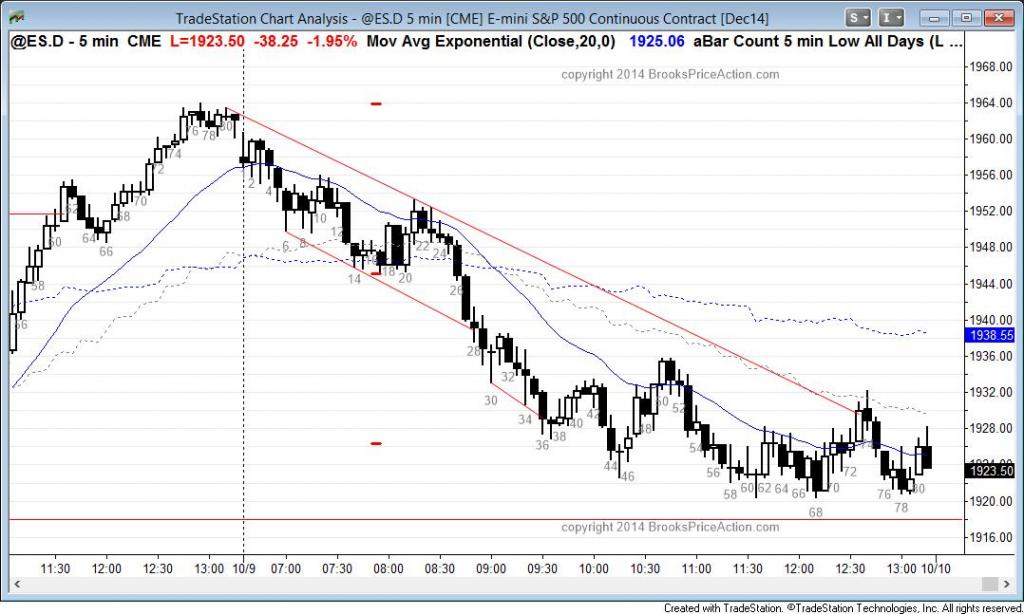 TradeStation Chart Analysis - @ES.D 5 min [CME] E-mini S&P 500 Continuous Contract [Dec14]
S I
@ES.D - 5 min CME L=1923.50 -38.25 -1.95% Mov Avg Exponential (Close,20,0) 1925.06 aBar Count 5 min Low All Days (L ...
copyright 2014 BrooksPriceAction.com
1968.00
1964.00
1960.00
1956.00
1952.00
1948.00
1944.00
1940.00
1938.55
1936.00
1932.00
1928.00
1923.50
1920.00
1916.00
56 58 60 62 64 66 68 70 72 74 76 78 80
2 4 6 8 10 12 14 16 18 20 22 24 26 28 30 32 34 36 38 40 42 44 46 48 50 52 54 56 58 60 62 64 66 68 70 72 74 76 78 80
copyright 2014 BrooksPriceAction.com
11:30 12:00 12:30 13:00 10/9 07:00 07:30 08:00 08:30 09:00 09:30 10:00 10:30 11:00 11:30 12:00 12:30 13:00 10/10
Created with TradeStation. ©TradeStation Technologies, Inc. All rights reserved.